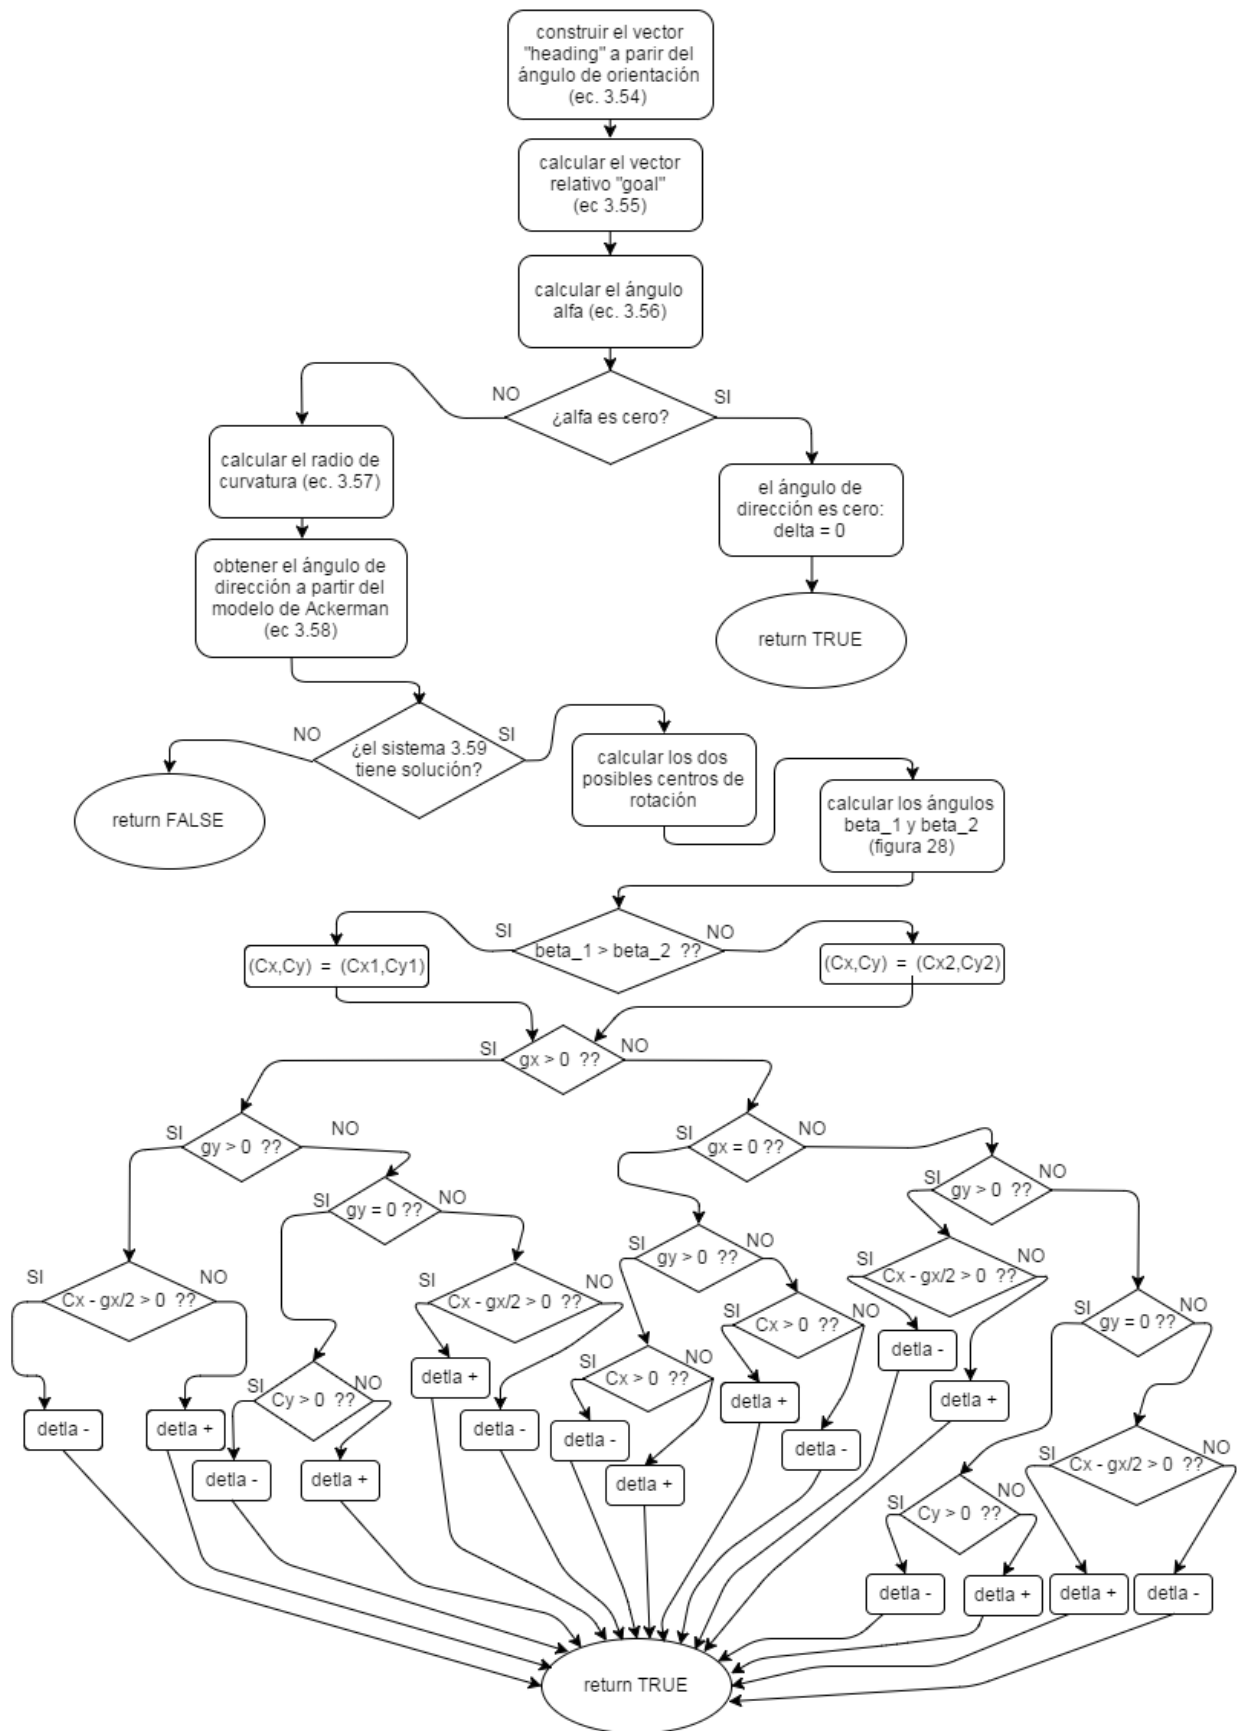 construir el vector
"heading" a parir del
ángulo de orientación
(ec. 3.54)
calcular el vector
relativo "goal"
(ec 3.55)
calcular el ángulo
alfa (ec. 3.56)
NO
SI
¿alfa es cero?
calcular el radio de
curvatura (ec. 3.57)
el ángulo de
dirección es cero:
delta = 0
obtener el ángulo de
dirección a partir del
modelo de Ackerman
(ec 3.58)
return TRUE
NO
SI
¿el sistema 3.59
tiene solución?
calcular los dos
posibles centros de
rotación
calcular los ángulos
beta_1 y beta_2
(figura 28)
return FALSE
SI
NO
beta_1 > beta_2 ??
(Cx,Cy) = (Cx1,Cy1)
(Cx,Cy) = (Cx2,Cy2)
SI
NO
gx > 0 ??
SI
NO
gy > 0 ??
SI
NO
gx = 0 ??
SI
NO
gy = 0 ??
SI
NO
gy > 0 ??
SI
NO
gy > 0 ??
SI
NO
Cx - gx/2 > 0 ??
SI
NO
Cx - gx/2 > 0 ??
SI
NO
Cx - gx/2 > 0 ??
SI
NO
Cx > 0 ??
SI
NO
gy = 0 ??
SI
NO
Cy > 0 ??
SI
NO
Cx > 0 ??
detla +
detla -
detla +
detla +
detla -
detla +
detla -
detla -
detla -
detla -
detla +
detla -
detla +
SI
NO
Cx - gx/2 > 0 ??
SI
NO
Cy > 0 ??
detla -
detla +
detla +
detla -
return TRUE